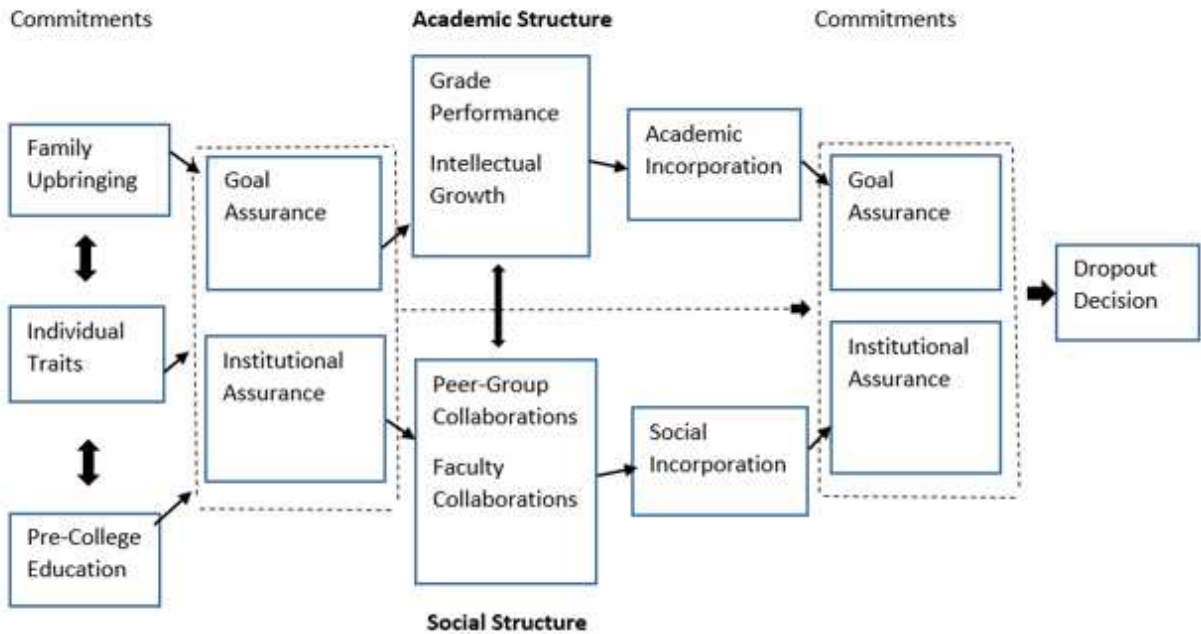 Commitments
Academic Structure
Commitments
Family
Upbringing
Individual
Traits
Pre-College
Education
Goal
Assurance
Institutional
Assurance
Grade
Performance
Intellectual
Growth
Peer-Group
Collaborations
Faculty
Collaborations
Academic
Incorporation
Social
Incorporation
Goal
Assurance
Institutional
Assurance
Dropout
Decision
Social Structure